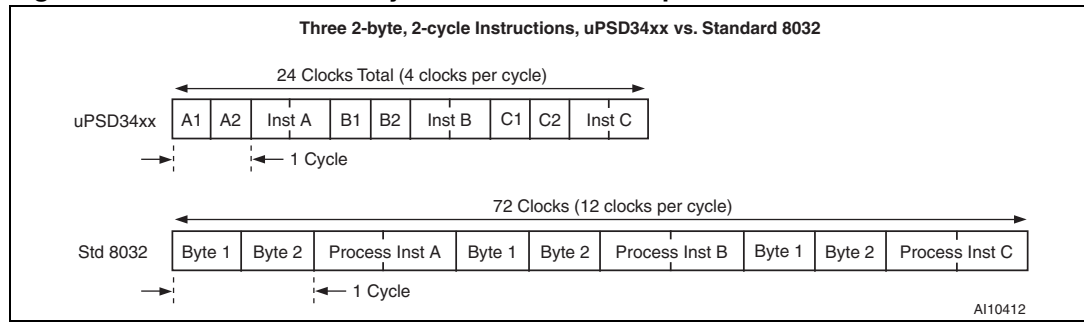 Three 2-byte, 2-cycle Instructions, uPSD34xx vs. Standard 8032
24 Clocks Total (4 clocks per cycle)
uPSD34xx A1 A2 Inst A B1 B2 Inst B C1 C2 Inst C
1 Cycle
72 Clocks (12 clocks per cycle)
Std 8032 Byte 1 Byte 2 Process Inst A Byte 1 Byte 2 Process Inst B Byte 1 Byte 2 Process Inst C
1 Cycle
AI10412